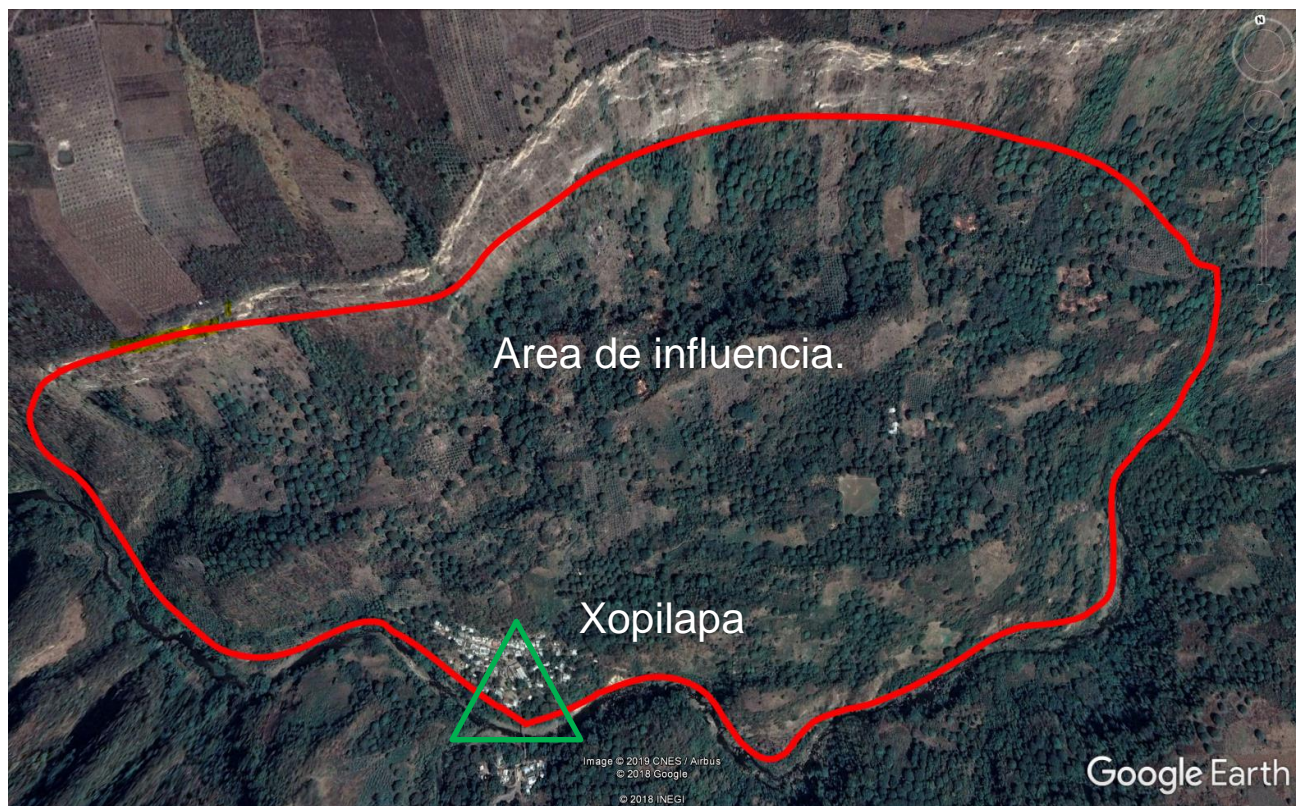 N
Area de influencia.
Xopilapa
Image © 2019 CNES / Airbus
© 2018 Google
© 2018 INEGI
Google Earth